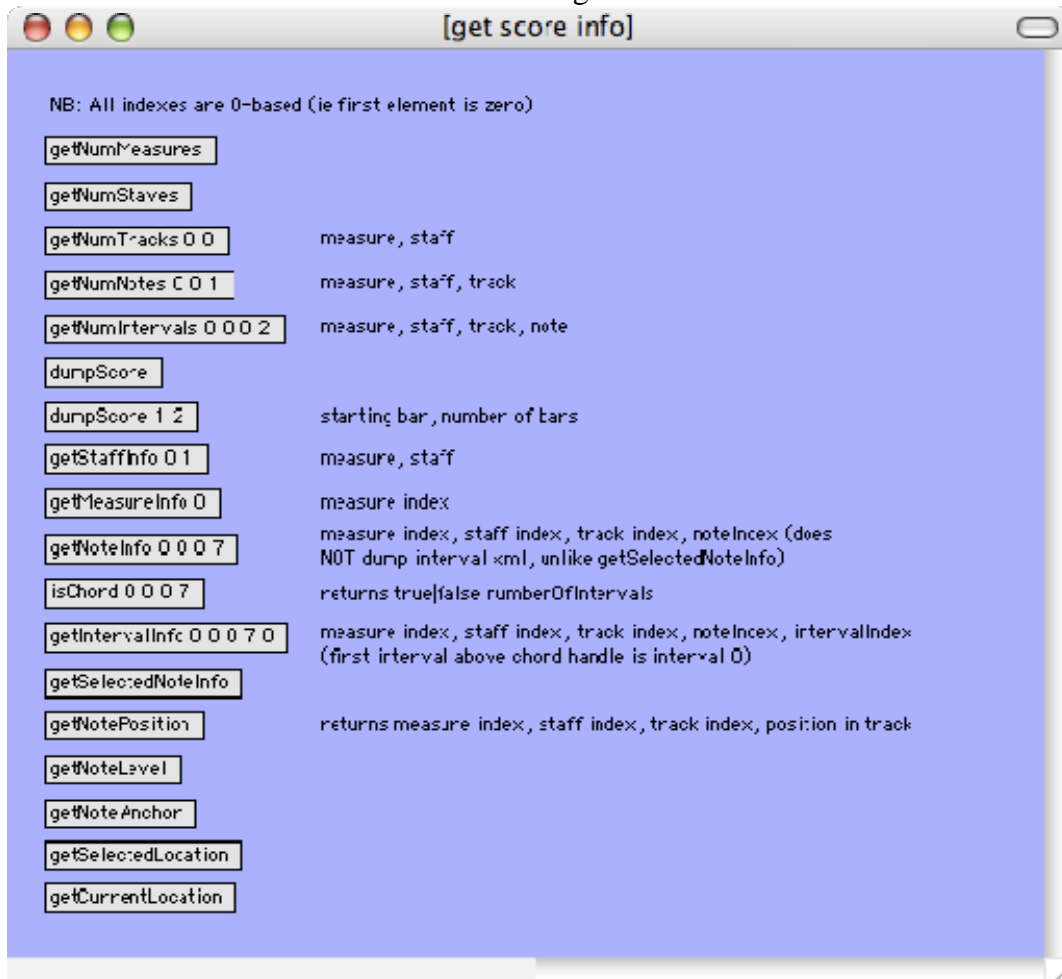 [get score info]
NB: All indexes are 0-based (ie first element is zero)
getNumMeasures
getNumStaves
getNumTracks 0 0 measure, staff
getNumNotes 0 0 1 measure, staff, track
getNumIntervals 0 0 0 2 measure, staff, track, note
dumpScore
dumpScore 1 2 starting bar, number of bars
getStaffInfo 0 1 measure, staff
getMeasureInfo 0 measure index
getNoteInfo 0 0 0 7 measure index, staff index, track index, noteIndex (does
NOT dump interval xml, unlike getSelectedNoteInfo)
isChord 0 0 0 7 returns true|false numberOfIntervals
getIntervalInfo 0 0 0 7 0 measure index, staff index, track index, noteIndex, intervalIndex
(first interval above chord handle is interval 0)
getSelectedNoteInfo
getNotePosition returns measure index, staff index, track index, position in track
getNoteLevel
getNoteAnchor
getSelectedLocation
getCurrentLocation